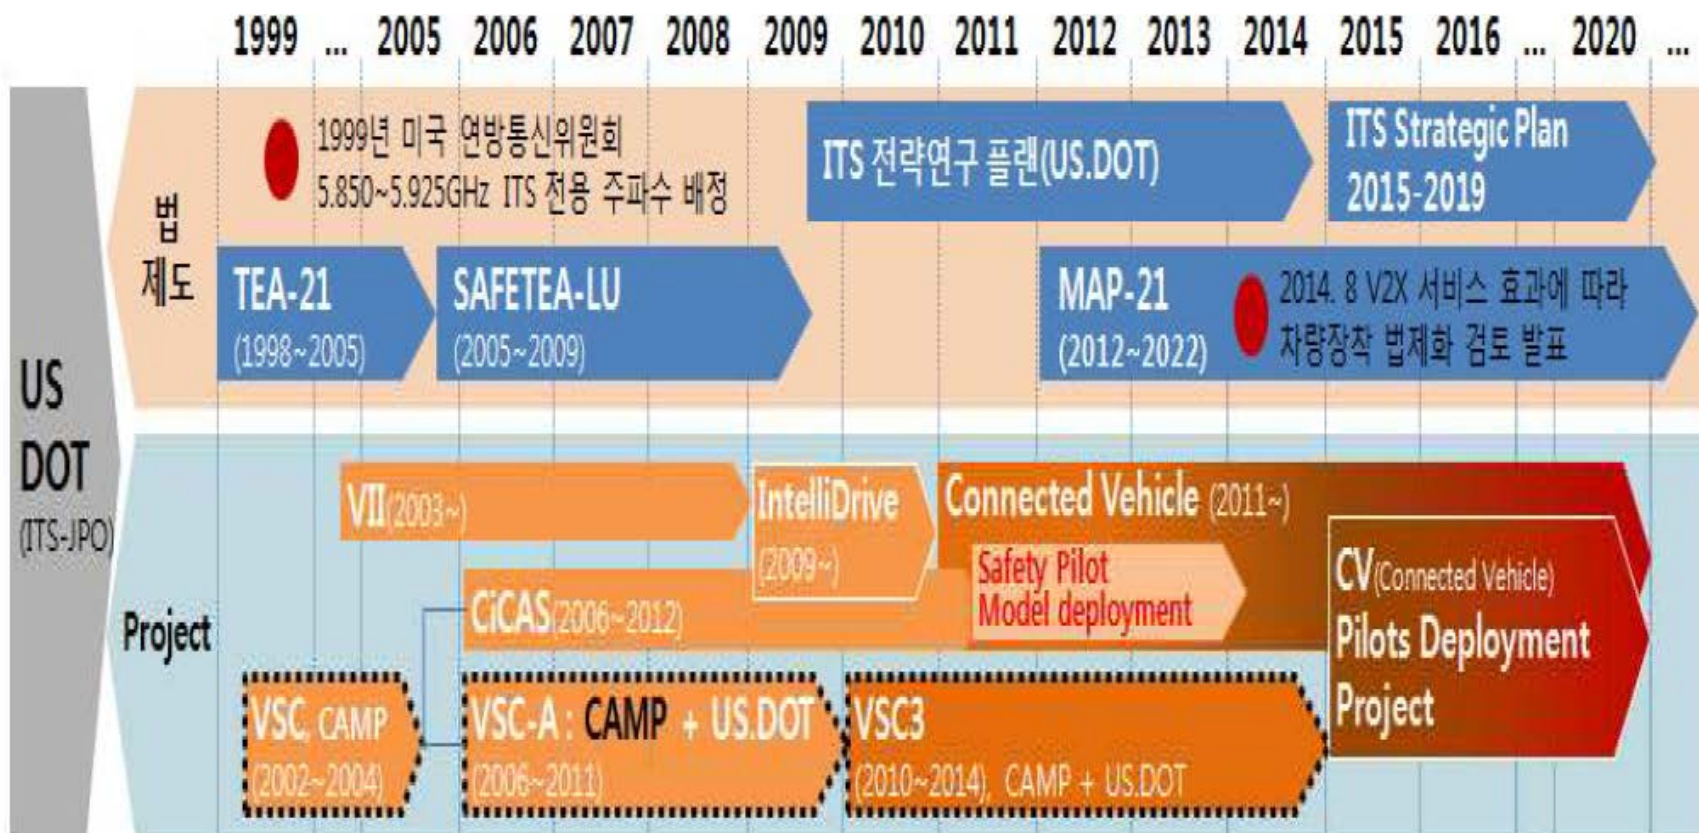 1999 ... 2005 2006 2007 2008 2009 2010 2011 2012 2013 2014 2015 2016 ... 2020 ...
US
DOT
(ITS-JPO)
법
제도
1999년 미국 연방통신위원회
5.850~5.925GHz ITS 전용 주파수 배정
ITS 전략연구 플랜(US.DOT)
ITS Strategic Plan
2015-2019
TEA-21
(1998~2005)
SAFETEA-LU
(2005~2009)
MAP-21
(2012~2022)
2014. 8 V2X 서비스 효과에 따라
차량장착 법제화 검토 발표
Project
VII(2003~)
IntelliDrive
(2009~)
Connected Vehicle (2011~)
CiCAS(2006~2012)
Safety Pilot
Model deployment
CV(Connected Vehicle)
Pilots Deployment
Project
VSC, CAMP
(2002~2004)
VSC-A : CAMP + US.DOT
(2006~2011)
VSC3
(2010~2014), CAMP + US.DOT